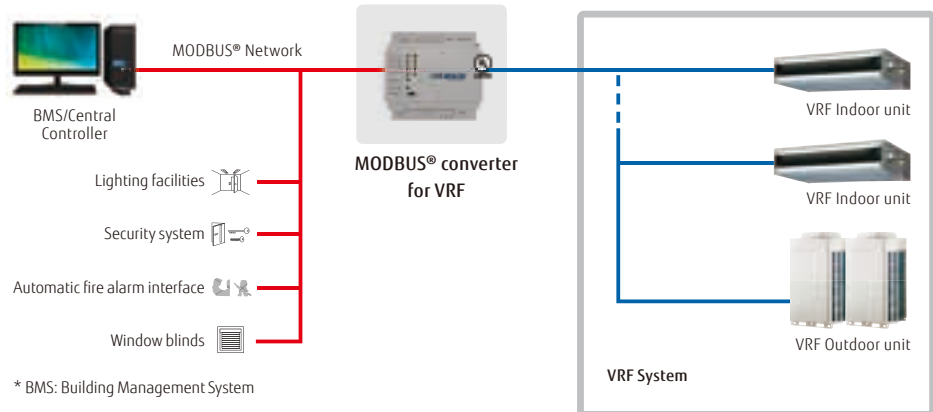 MODBUS® Network
BMS/Central
Controller
MODBUS® converter
for VRF
Lighting facilities
Security system
Automatic fire alarm interface
Window blinds
* BMS: Building Management System
VRF Indoor unit
VRF Indoor unit
VRF Outdoor unit
VRF System